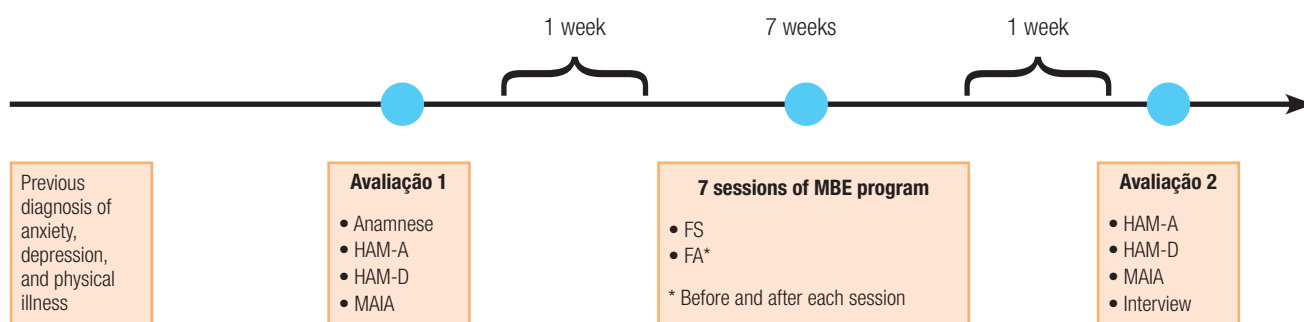 1 week
7 weeks
1 week
Previous
diagnosis of
anxiety,
depression,
and physical
illness
Avaliação 1
• Anamnese
• HAM-A
• HAM-D
• MAIA
7 sessions of MBE program
• FS
• FA*
* Before and after each session
Avaliação 2
• HAM-A
• HAM-D
• MAIA
• Interview